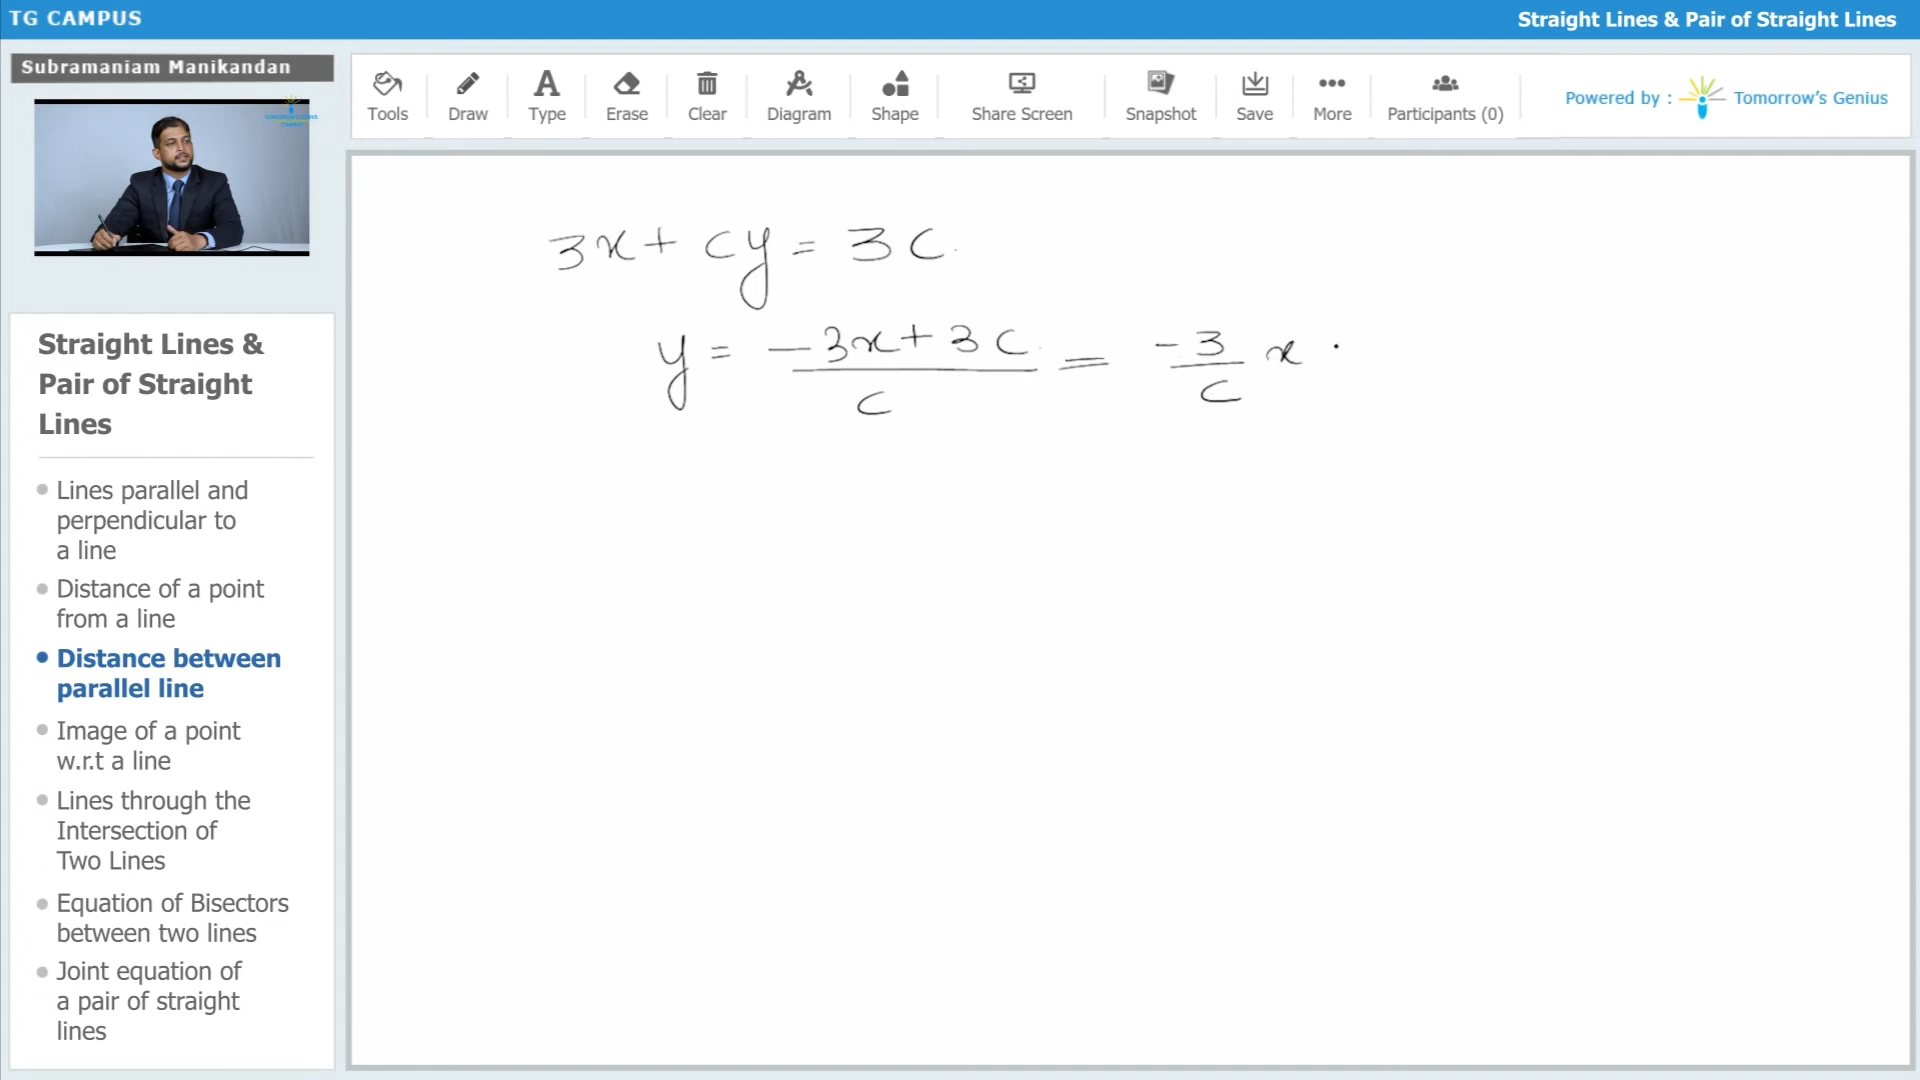 TG CAMPUS
Straight Lines & Pair of Straight Lines
Subramaniam Manikandan
Tools
Draw
Type
Erase
Clear
Diagram
Shape
Share Screen
Snapshot
Save
More
Participants (0)
Powered by :
Tomorrow's Genius
Straight Lines &
Pair of Straight
Lines
Lines parallel and
perpendicular to
a line
Distance of a point
from a line
Distance between
parallel line
Image of a point
w.r.t a line
Lines through the
Intersection of
Two Lines
Equation of Bisectors
between two lines
Joint equation of
a pair of straight
lines
3x + cy = 3c
y = (-3x + 3c)/c = (-3/c) x